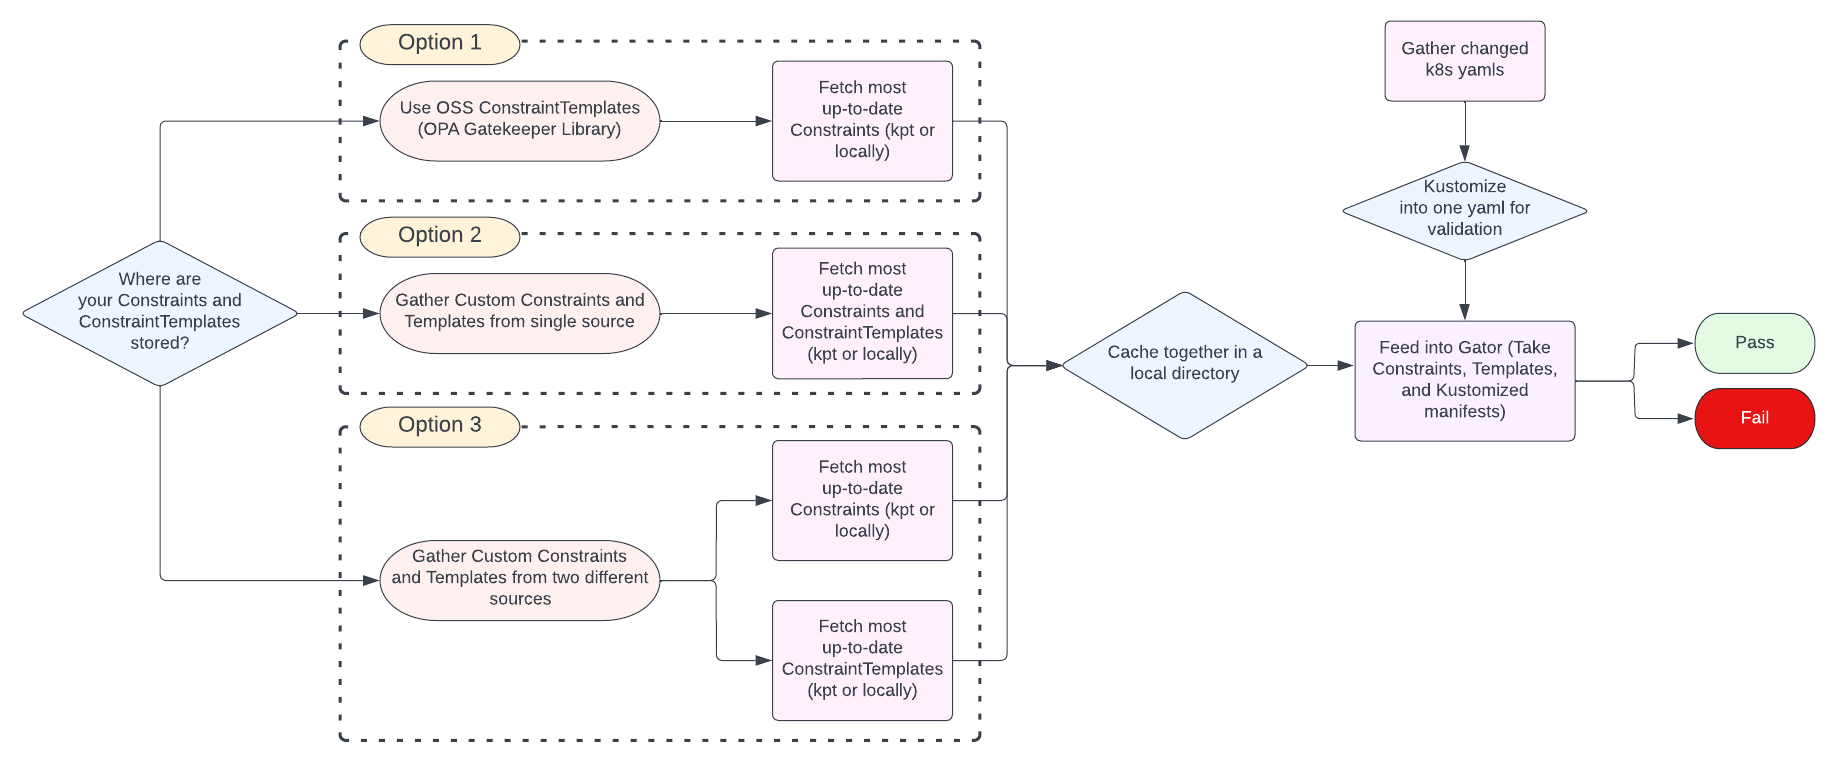 Where are
your Constraints and
ConstraintTemplates
stored?
Option 1
Use OSS ConstraintTemplates
(OPA Gatekeeper Library)
Fetch most
up-to-date
Constraints (kpt or
locally)
Option 2
Gather Custom Constraints and
Templates from single source
Fetch most
up-to-date
Constraints and
ConstraintTemplates
(kpt or locally)
Option 3
Gather Custom Constraints
and Templates from two different
sources
Fetch most
up-to-date
Constraints (kpt or
locally)
Fetch most
up-to-date
ConstraintTemplates
(kpt or locally)
Cache together in a
local directory
Gather changed
k8s yamls
Kustomize
into one yaml for
validation
Feed into Gator (Take
Constraints, Templates,
and Kustomized
manifests)
Pass
Fail